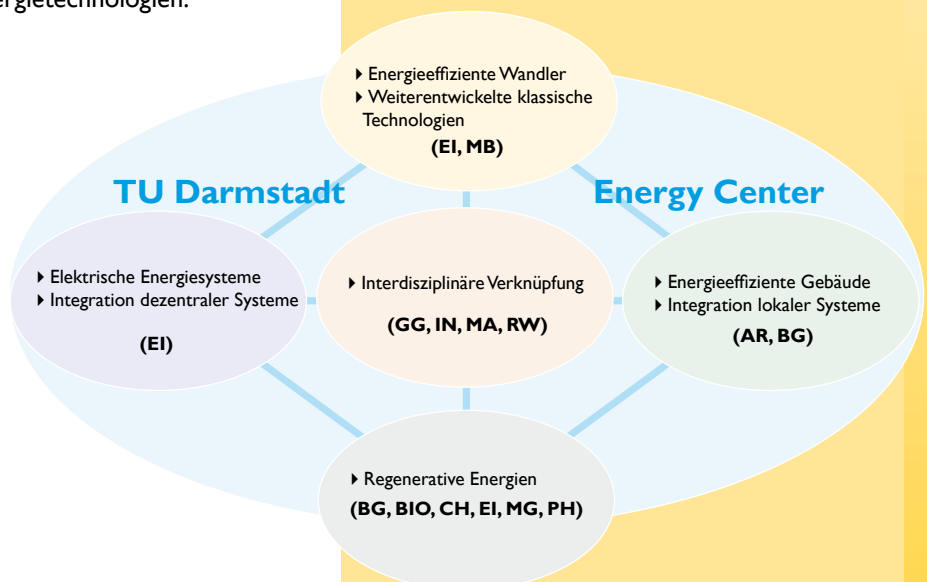 ergietechnologien.
▸ Energieeffiziente Wandler
▸ Weiterentwickelte klassische
Technologien
(EI, MB)
TU Darmstadt
Energy Center
▸ Elektrische Energiesysteme
▸ Integration dezentraler Systeme
(EI)
▸ Interdisziplinäre Verknüpfung
(GG, IN, MA, RW)
▸ Energieeffiziente Gebäude
▸ Integration lokaler Systeme
(AR, BG)
▸ Regenerative Energien
(BG, BIO, CH, EI, MG, PH)